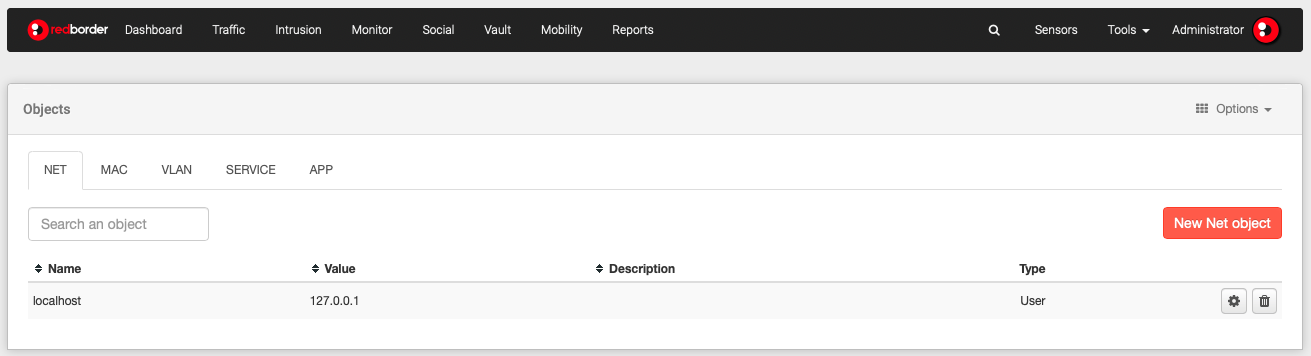 redborder Dashboard Traffic Intrusion Monitor Social Vault Mobility Reports Sensors Tools Administrator
Objects Options
NET MAC VLAN SERVICE APP
Search an object New Net object
Name Value Description Type
localhost 127.0.0.1 User